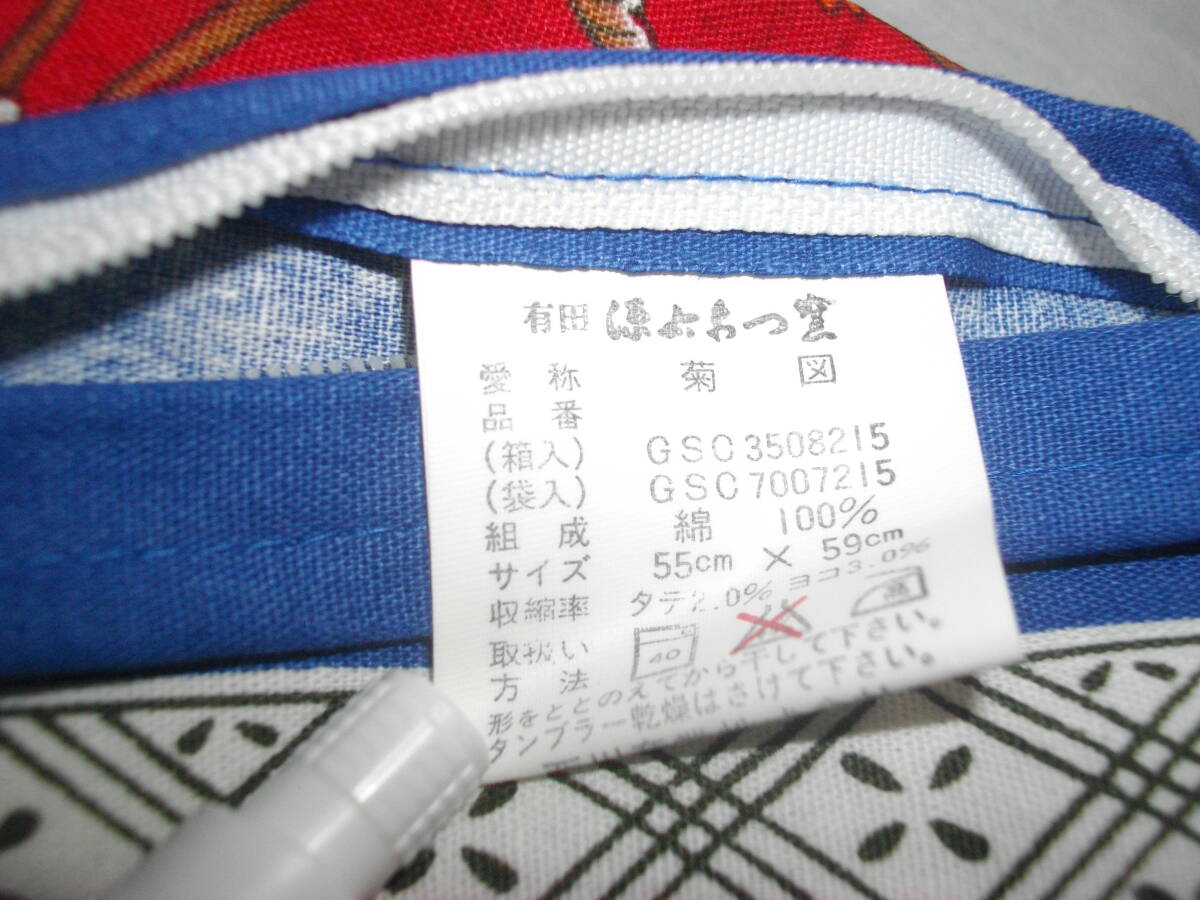 有田 源右衛門窯
愛称 菊図
品番
(箱入) GSC3508215
(袋入) GSC7007215
組成 綿 100%
サイズ 55cm × 59cm
収縮率 タテ2.0% ヨコ3.0%
取扱い
方法
40
形をととのえてから干して下さい。
タンブラー乾燥はさけて下さい。